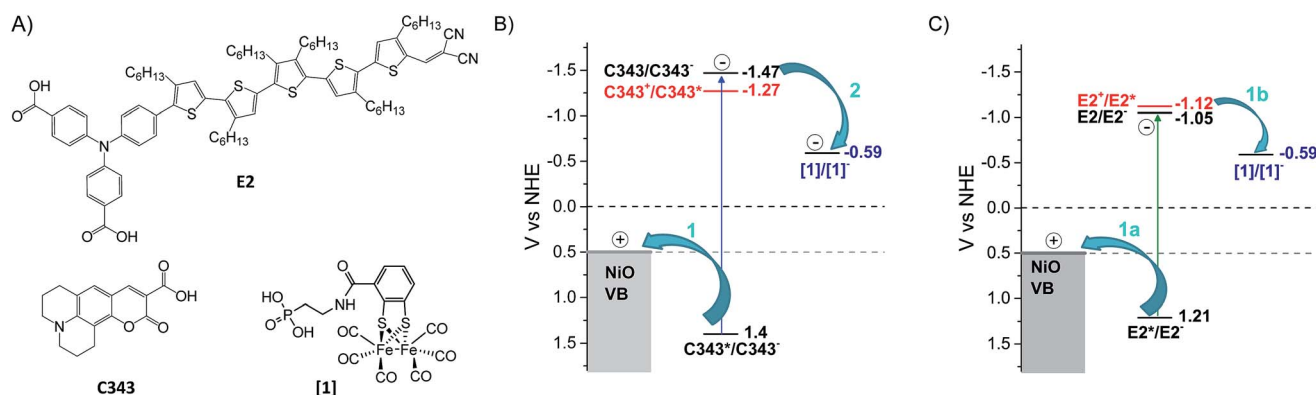 A)
C₆H₁₃
CN
CN
C₆H₁₃
C₆H₁₃
C₆H₁₃
S
S
S
S
S
C₆H₁₃
C₆H₁₃
OH
O
N
O
OH
E2
OH
O
N
O
O
C343
O
NH
HO
P
O
OH
S
S
Fe
Fe
CO
OC
OC
CO
CO
CO
[1]
B)
V vs NHE
-1.5
-1.0
-0.5
0.0
0.5
1.0
1.5
C343/C343⁻
-1.47
C343⁺/C343*
-1.27
−
2
−
-0.59
[1]/[1]⁻
+
1
NiO
VB
1.4
C343*/C343⁻
C)
V vs NHE
-1.5
-1.0
-0.5
0.0
0.5
1.0
1.5
E2⁺/E2*
-1.12
E2/E2⁻
-1.05
−
1b
−
-0.59
[1]/[1]⁻
+
1a
NiO
VB
1.21
E2*/E2⁻